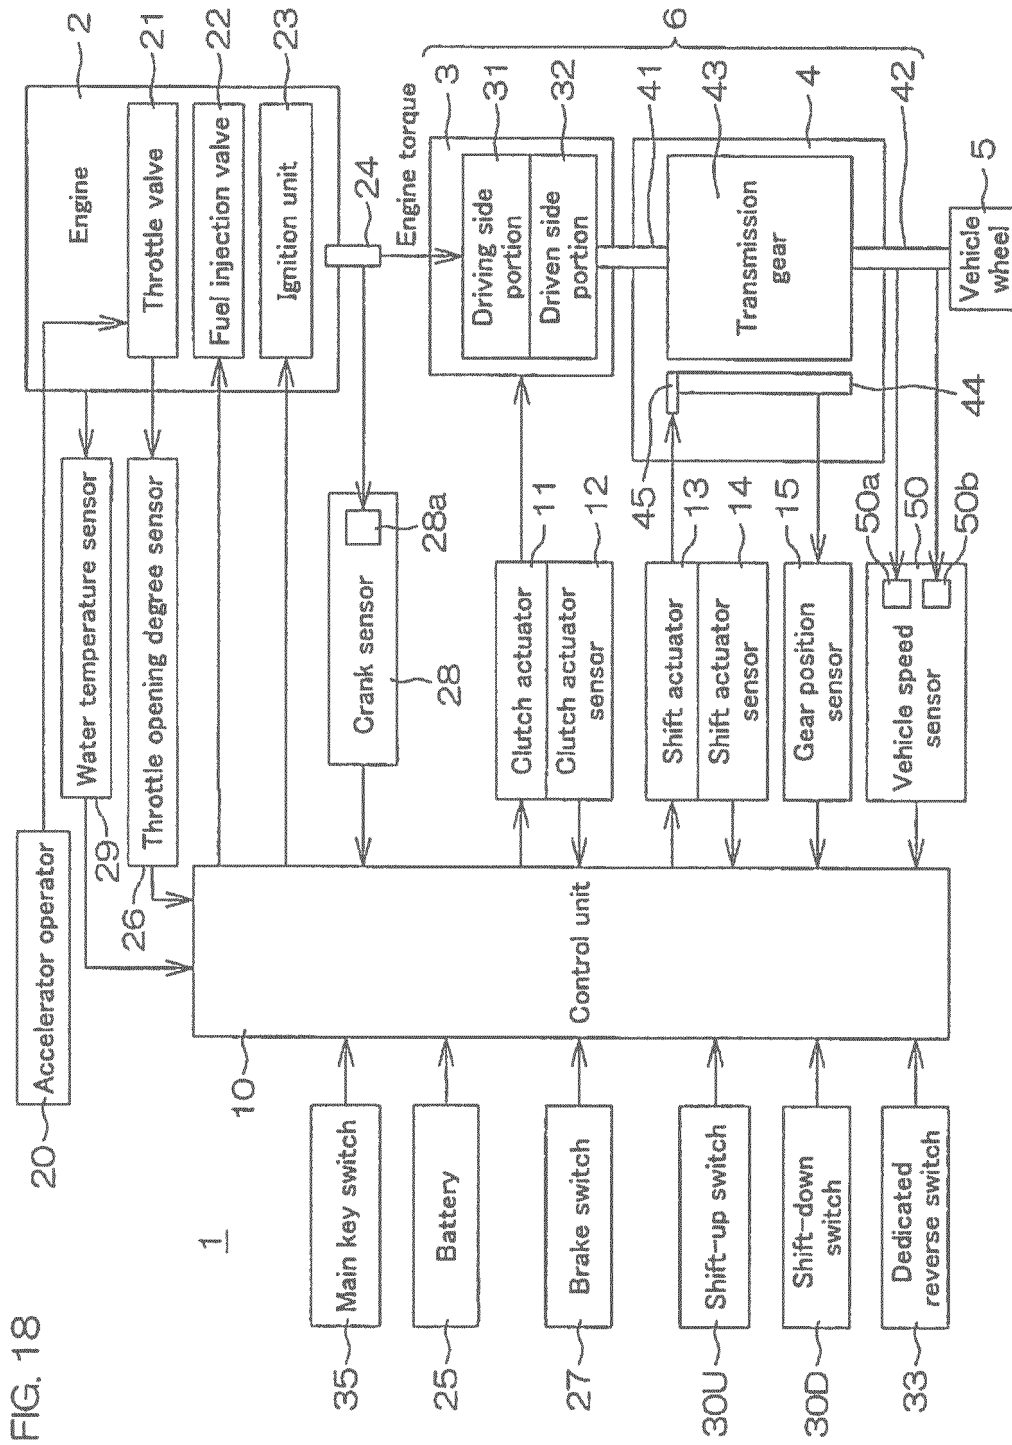 FIG. 18
1
20
Accelerator operator
29
Water temperature sensor
26
Throttle opening degree sensor
2
Engine
21
Throttle valve
22
Fuel injection valve
23
Ignition unit
24
Engine torque
28a
Crank sensor
28
10
Control unit
35
Main key switch
25
Battery
27
Brake switch
30U
Shift-up switch
30D
Shift-down
switch
33
Dedicated
reverse switch
11
Clutch actuator
12
Clutch actuator
sensor
13
Shift actuator
14
Shift actuator
sensor
15
Gear position
sensor
50a
50
50b
Vehicle speed
sensor
6
3
31
Driving side
portion
32
Driven side
portion
41
43
Transmission
gear
4
45
44
42
5
Vehicle
wheel